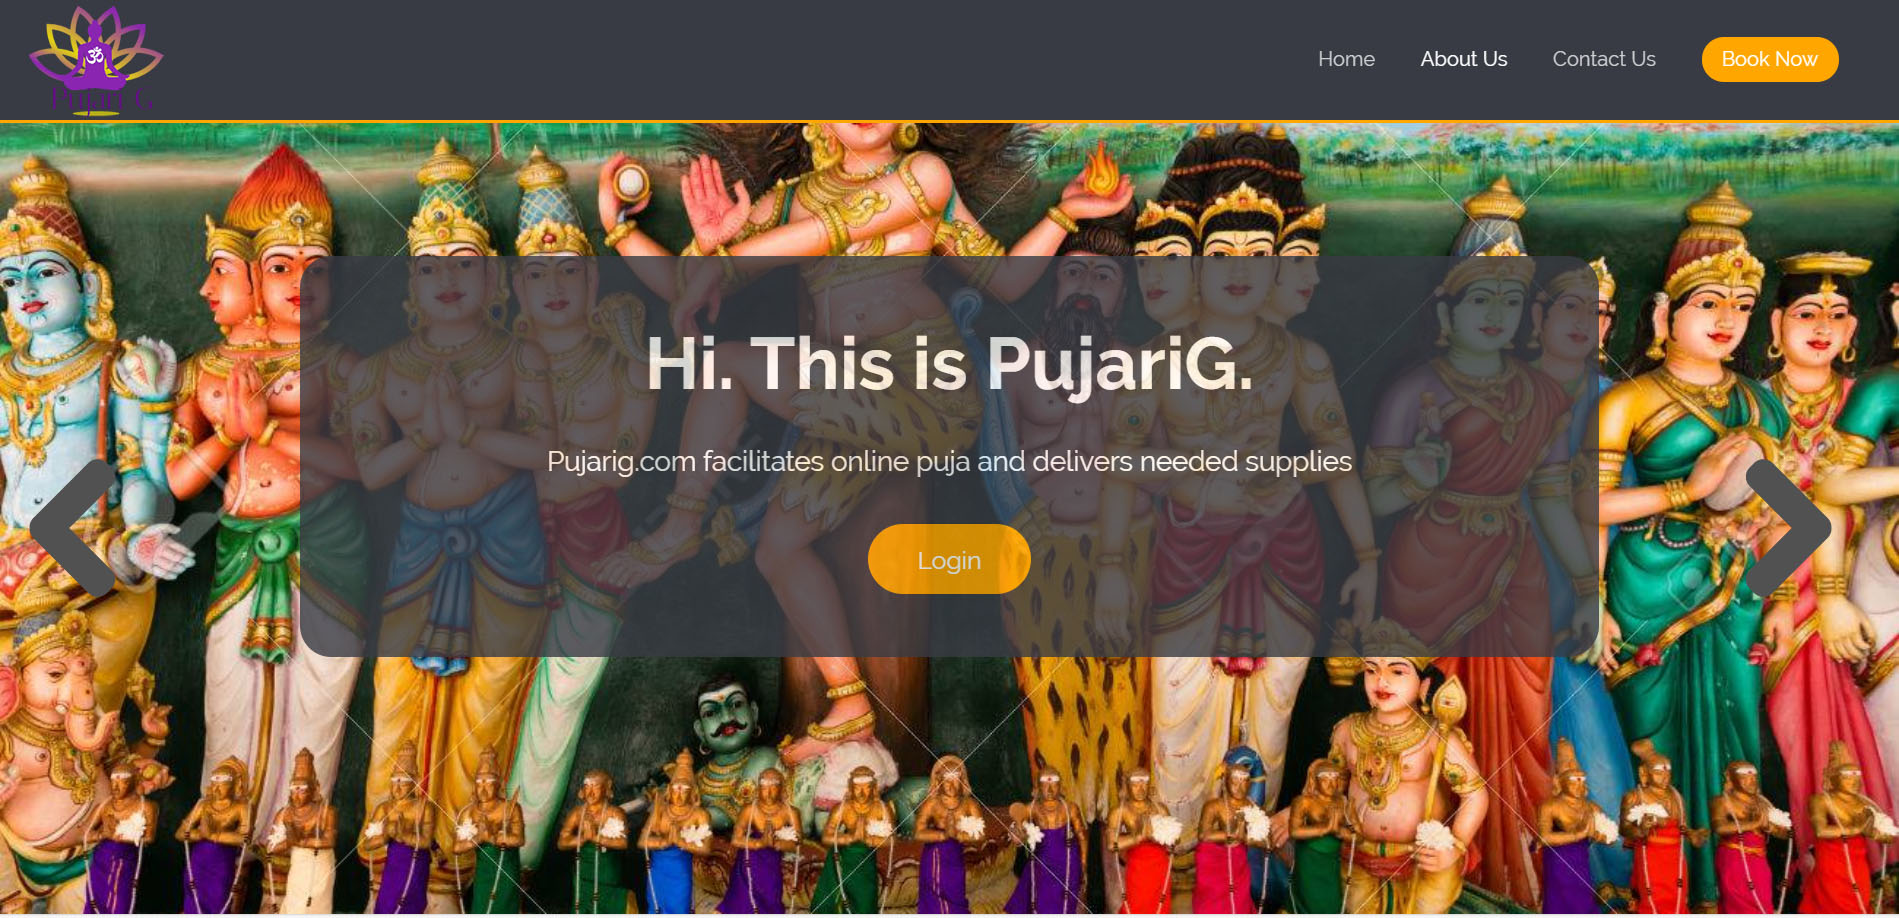 ॐ
Pujari G
Home
About Us
Contact Us
Book Now
Hi. This is PujariG.
Pujarig.com facilitates online puja and delivers needed supplies
Login